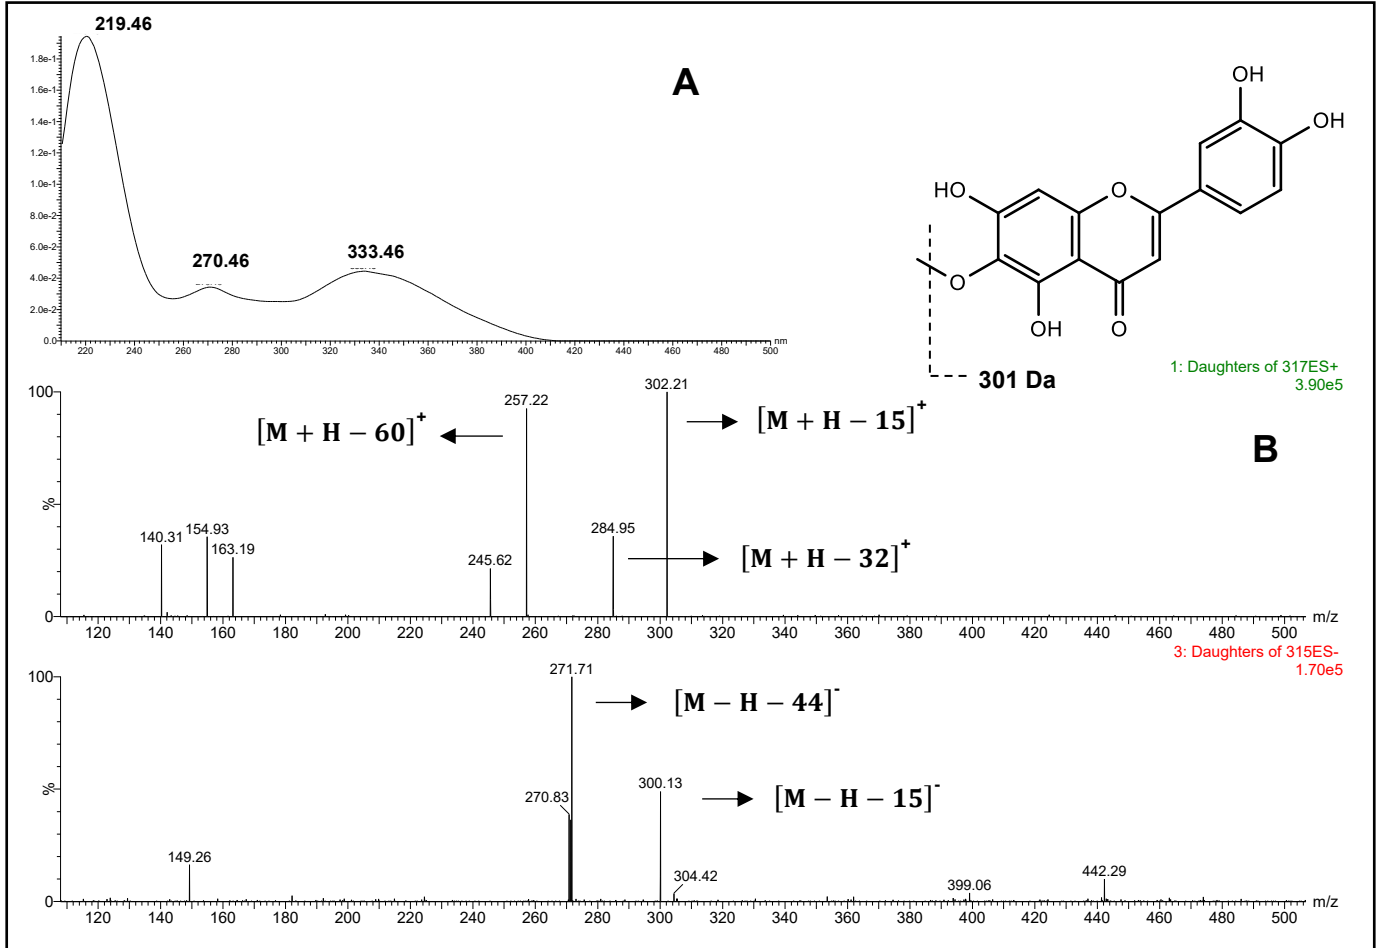 219.46
A
270.46
333.46
1.8e-1
1.6e-1
1.4e-1
1.2e-1
1.0e-1
8.0e-2
6.0e-2
4.0e-2
2.0e-2
0.0
220 240 260 280 300 320 340 360 380 400 420 440 460 480 500 nm
OH
OH
HO
O
O
OH
O
301 Da
1: Daughters of 317ES+
3.90e5
B
100
%
0
302.21
257.22
[M + H − 60]+
[M + H − 15]+
284.95
[M + H − 32]+
245.62
140.31
154.93
163.19
120 140 160 180 200 220 240 260 280 300 320 340 360 380 400 420 440 460 480 500 m/z
3: Daughters of 315ES-
1.70e5
100
%
0
271.71
[M − H − 44]-
300.13
[M − H − 15]-
270.83
149.26
304.42
399.06
442.29
120 140 160 180 200 220 240 260 280 300 320 340 360 380 400 420 440 460 480 500 m/z